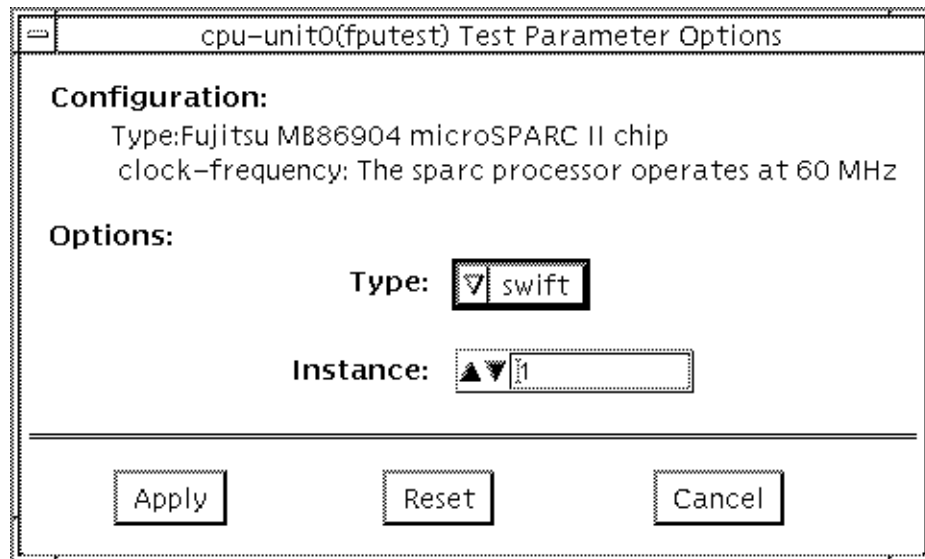 cpu-unit0(fputest) Test Parameter Options
Configuration:
Type:Fujitsu MB86904 microSPARC II chip
clock-frequency: The sparc processor operates at 60 MHz
Options:
Type: swift
Instance: 1
Apply Reset Cancel